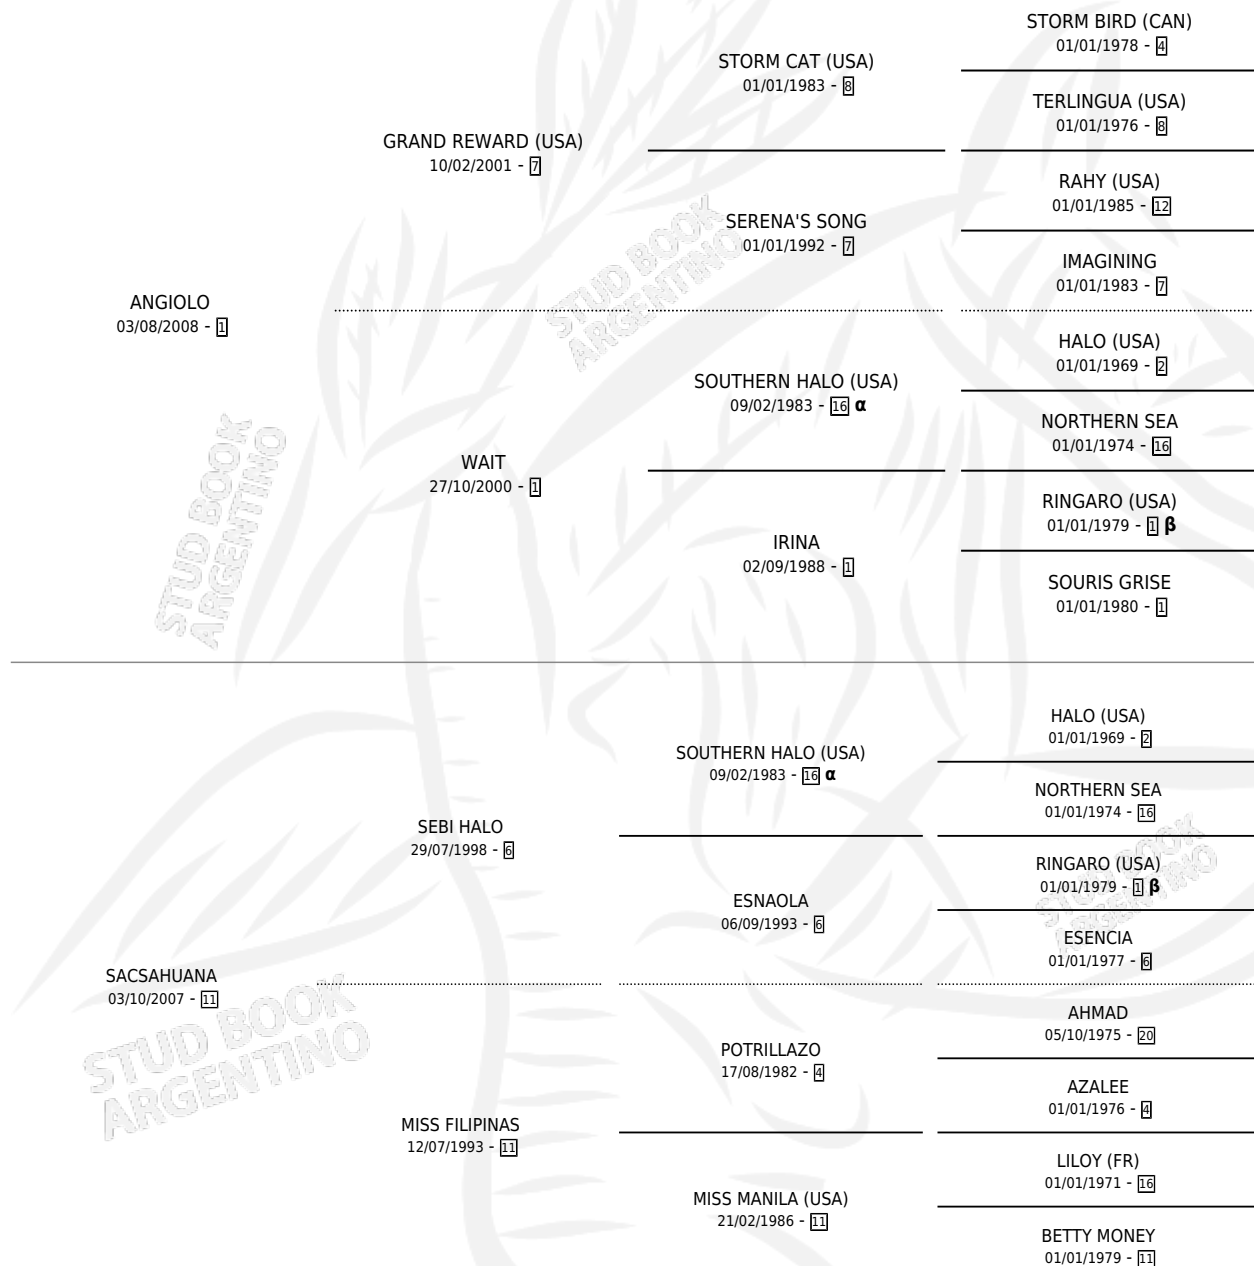 STORM BIRD (CAN)
01/01/1978 - 4
STORM CAT (USA)
01/01/1983 - 8
TERLINGUA (USA)
01/01/1976 - 8
GRAND REWARD (USA)
10/02/2001 - 7
RAHY (USA)
01/01/1985 - 12
SERENA'S SONG
01/01/1992 - 7
IMAGINING
01/01/1983 - 7
ANGIOLO
03/08/2008 - 1
HALO (USA)
01/01/1969 - 2
SOUTHERN HALO (USA)
09/02/1983 - 16 α
NORTHERN SEA
01/01/1974 - 16
WAIT
27/10/2000 - 1
RINGARO (USA)
01/01/1979 - 1 β
IRINA
02/09/1988 - 1
SOURIS GRISE
01/01/1980 - 1
STUD BOOK
ARGENTINO
STUD BOOK
ARGENTINO
HALO (USA)
01/01/1969 - 2
SOUTHERN HALO (USA)
09/02/1983 - 16 α
NORTHERN SEA
01/01/1974 - 16
SEBI HALO
29/07/1998 - 6
RINGARO (USA)
01/01/1979 - 1 β
ESNAOLA
06/09/1993 - 6
ESENCIA
01/01/1977 - 6
SACSAHUANA
03/10/2007 - 11
AHMAD
05/10/1975 - 20
POTRILLAZO
17/08/1982 - 4
AZALEE
01/01/1976 - 4
MISS FILIPINAS
12/07/1993 - 11
LILOY (FR)
01/01/1971 - 16
MISS MANILA (USA)
21/02/1986 - 11
BETTY MONEY
01/01/1979 - 11
STUD BOOK
ARGENTINO
STUD BOOK
ARGENTINO